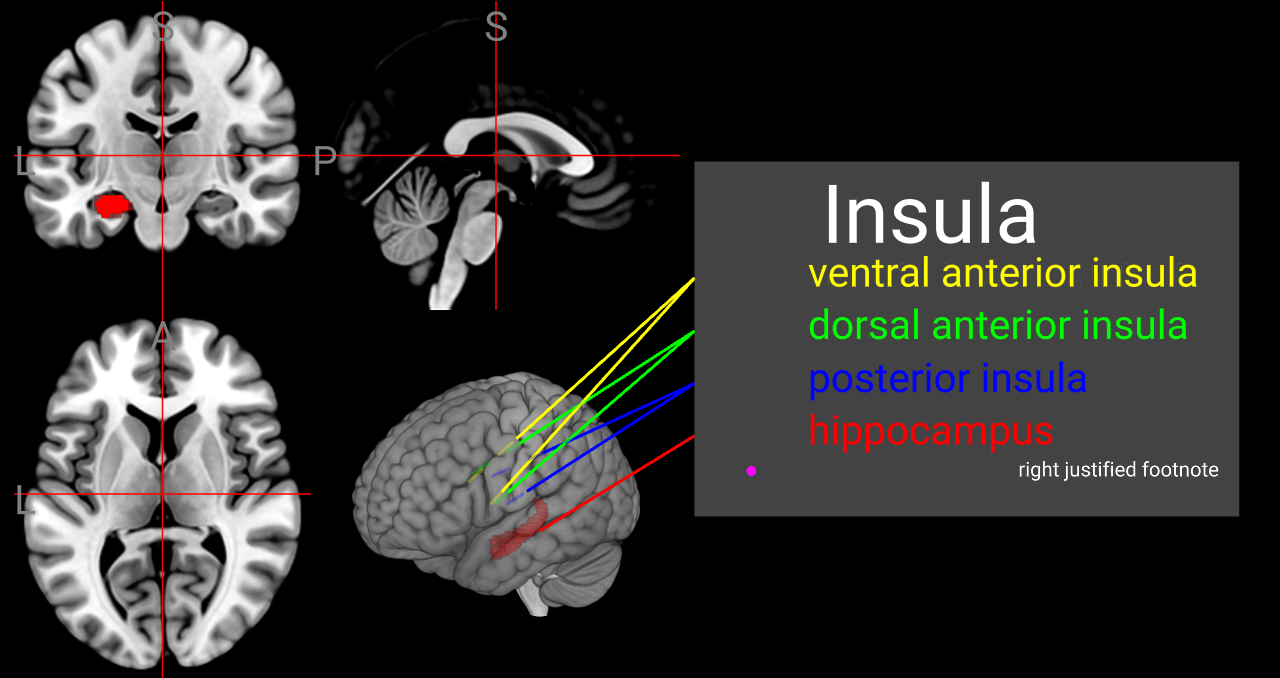 S
S
L
P
Insula
ventral anterior insula
dorsal anterior insula
A
posterior insula
hippocampus
right justified footnote
L